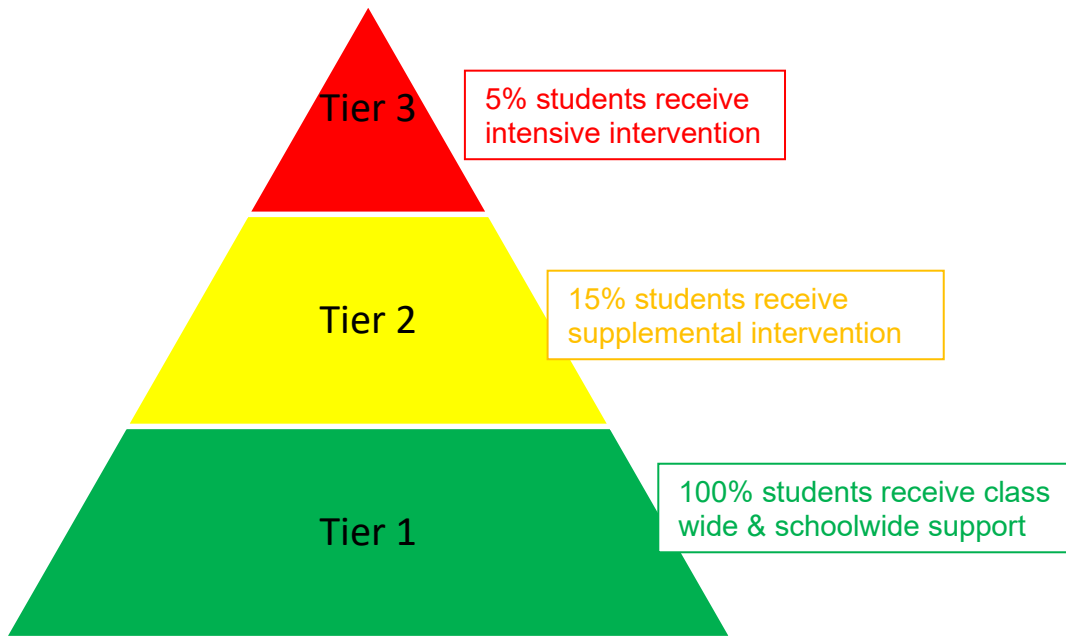 Tier 3
5% students receive
intensive intervention
Tier 2
15% students receive
supplemental intervention
Tier 1
100% students receive class
wide & schoolwide support